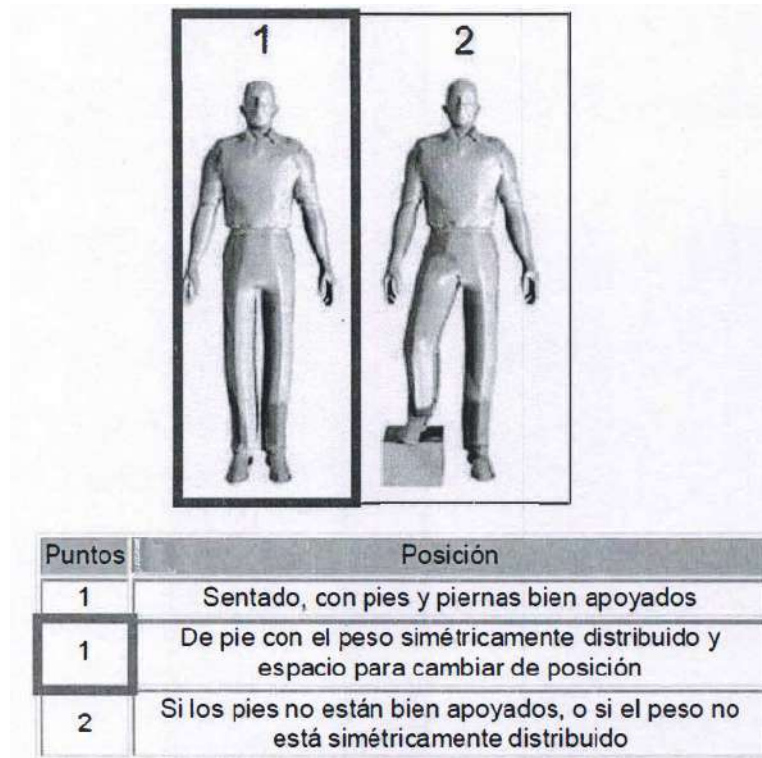 1 2
Puntos Posición
1 Sentado, con pies y piernas bien apoyados
1 De pie con el peso simétricamente distribuido y
espacio para cambiar de posición
2 Si los pies no están bien apoyados, o si el peso no
está simétricamente distribuido